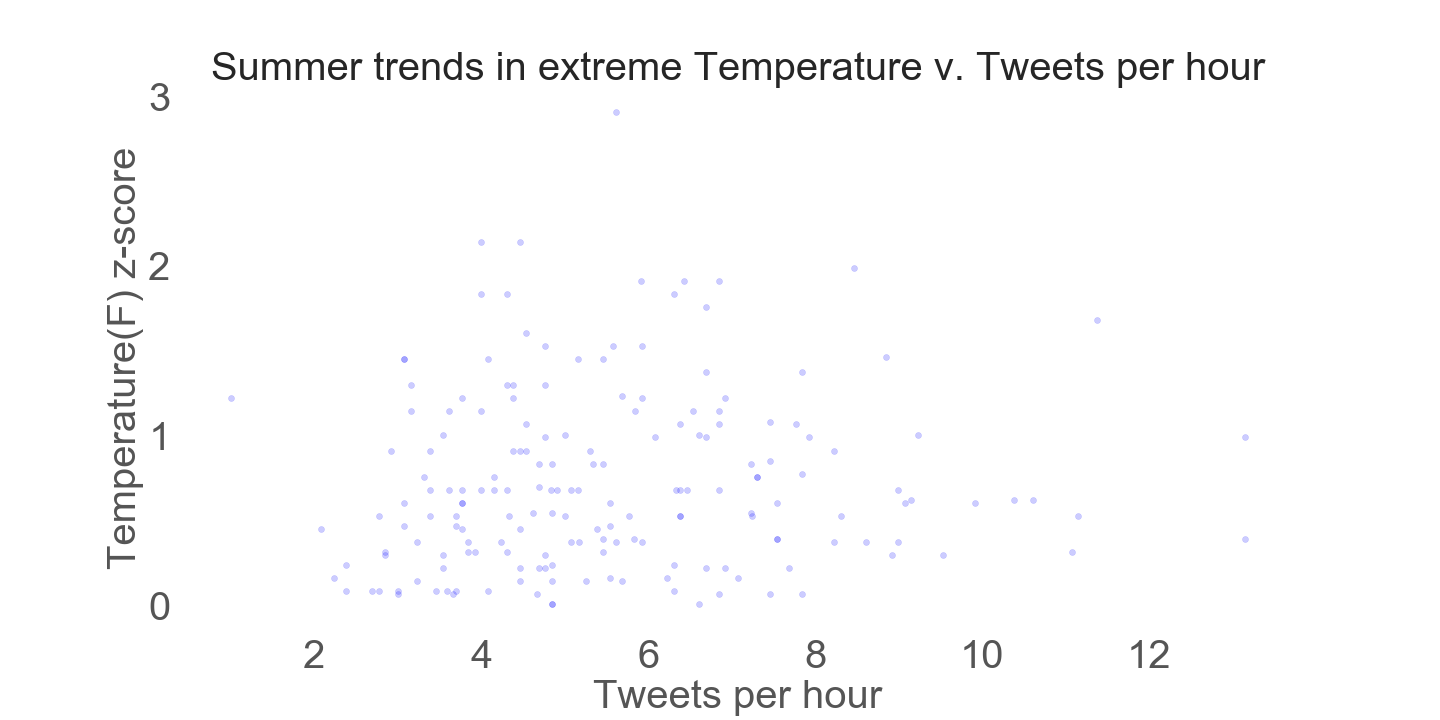 Summer trends in extreme Temperature v. Tweets per hour
3
Temperature(F) z-score
2
1
0
2 4 6 8 10 12
Tweets per hour